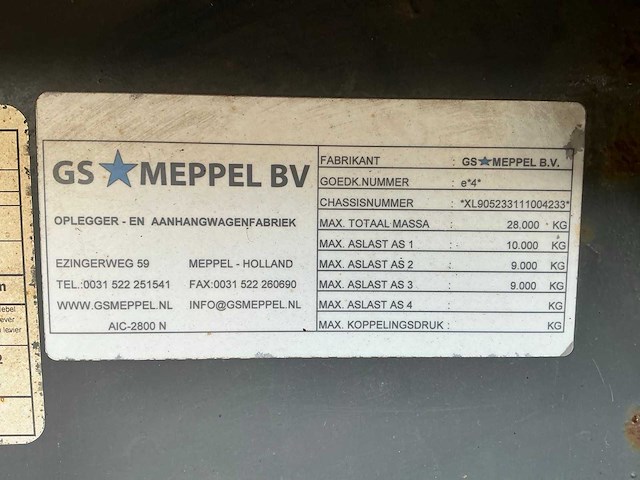 GS ★ MEPPEL BV
OPLEGGER - EN AANHANGWAGENFABRIEK
EZINGERWEG 59 MEPPEL - HOLLAND
TEL.:0031 522 251541 FAX:0031 522 260690
WWW.GSMEPPEL.NL INFO@GSMEPPEL.NL
AIC-2800 N
FABRIKANT : GS★MEPPEL B.V.
GOEDK.NUMMER : e*4*
CHASSISNUMMER : *XL905233111004233*
MAX. TOTAAL MASSA : 28.000 KG
MAX. ASLAST AS 1 : 10.000 KG
MAX. ASLAST AS 2 : 9.000 KG
MAX. ASLAST AS 3 : 9.000 KG
MAX. ASLAST AS 4 : KG
MAX. KOPPELINGSDRUK : KG